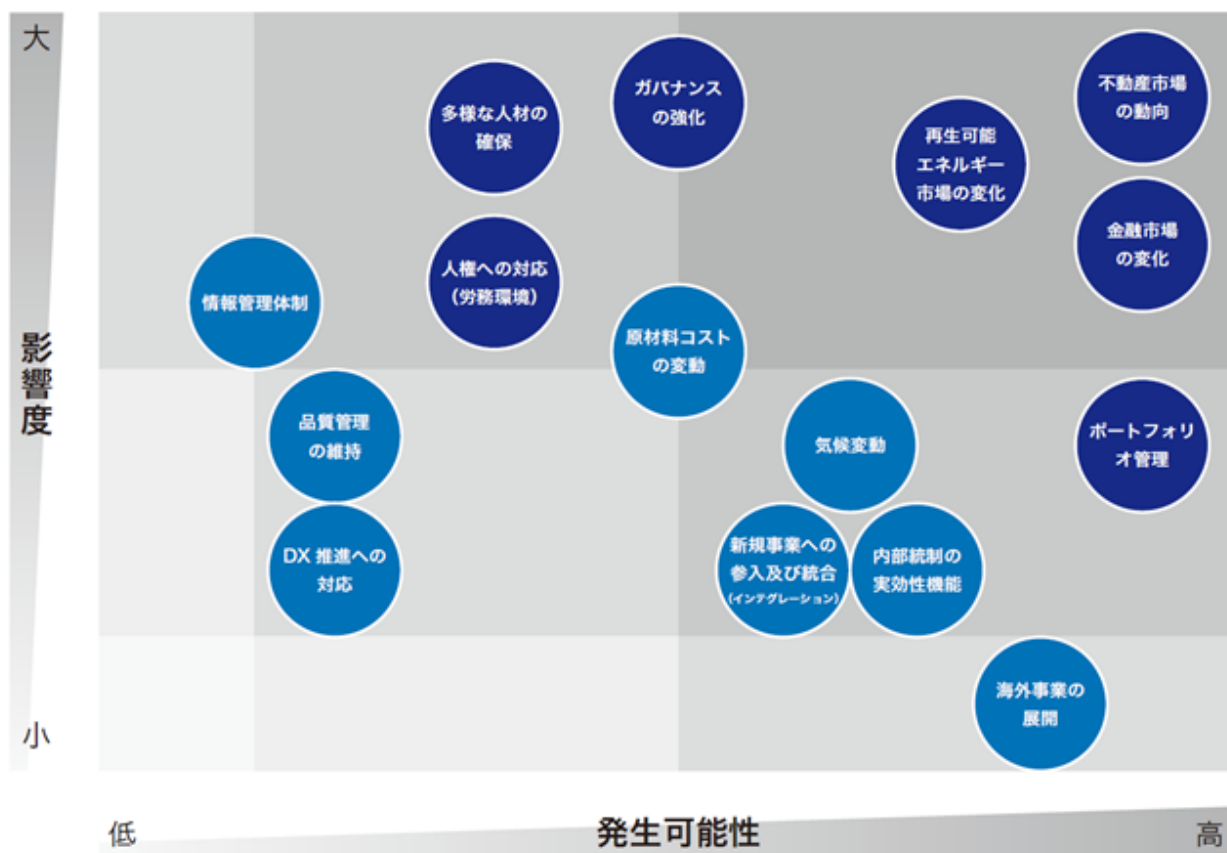 大
影響度
小
多様な人材の
確保
ガバナンス
の強化
再生可能
エネルギー
市場の変化
不動産市場
の動向
金融市場
の変化
情報管理体制
人権への対応
（労務環境）
原材料コスト
の変動
品質管理
の維持
気候変動
ポートフォリ
オ管理
DX 推進への
対応
新規事業への
参入及び統合
（インテグレーション）
内部統制の
実効性機能
海外事業の
展開
低
発生可能性
高